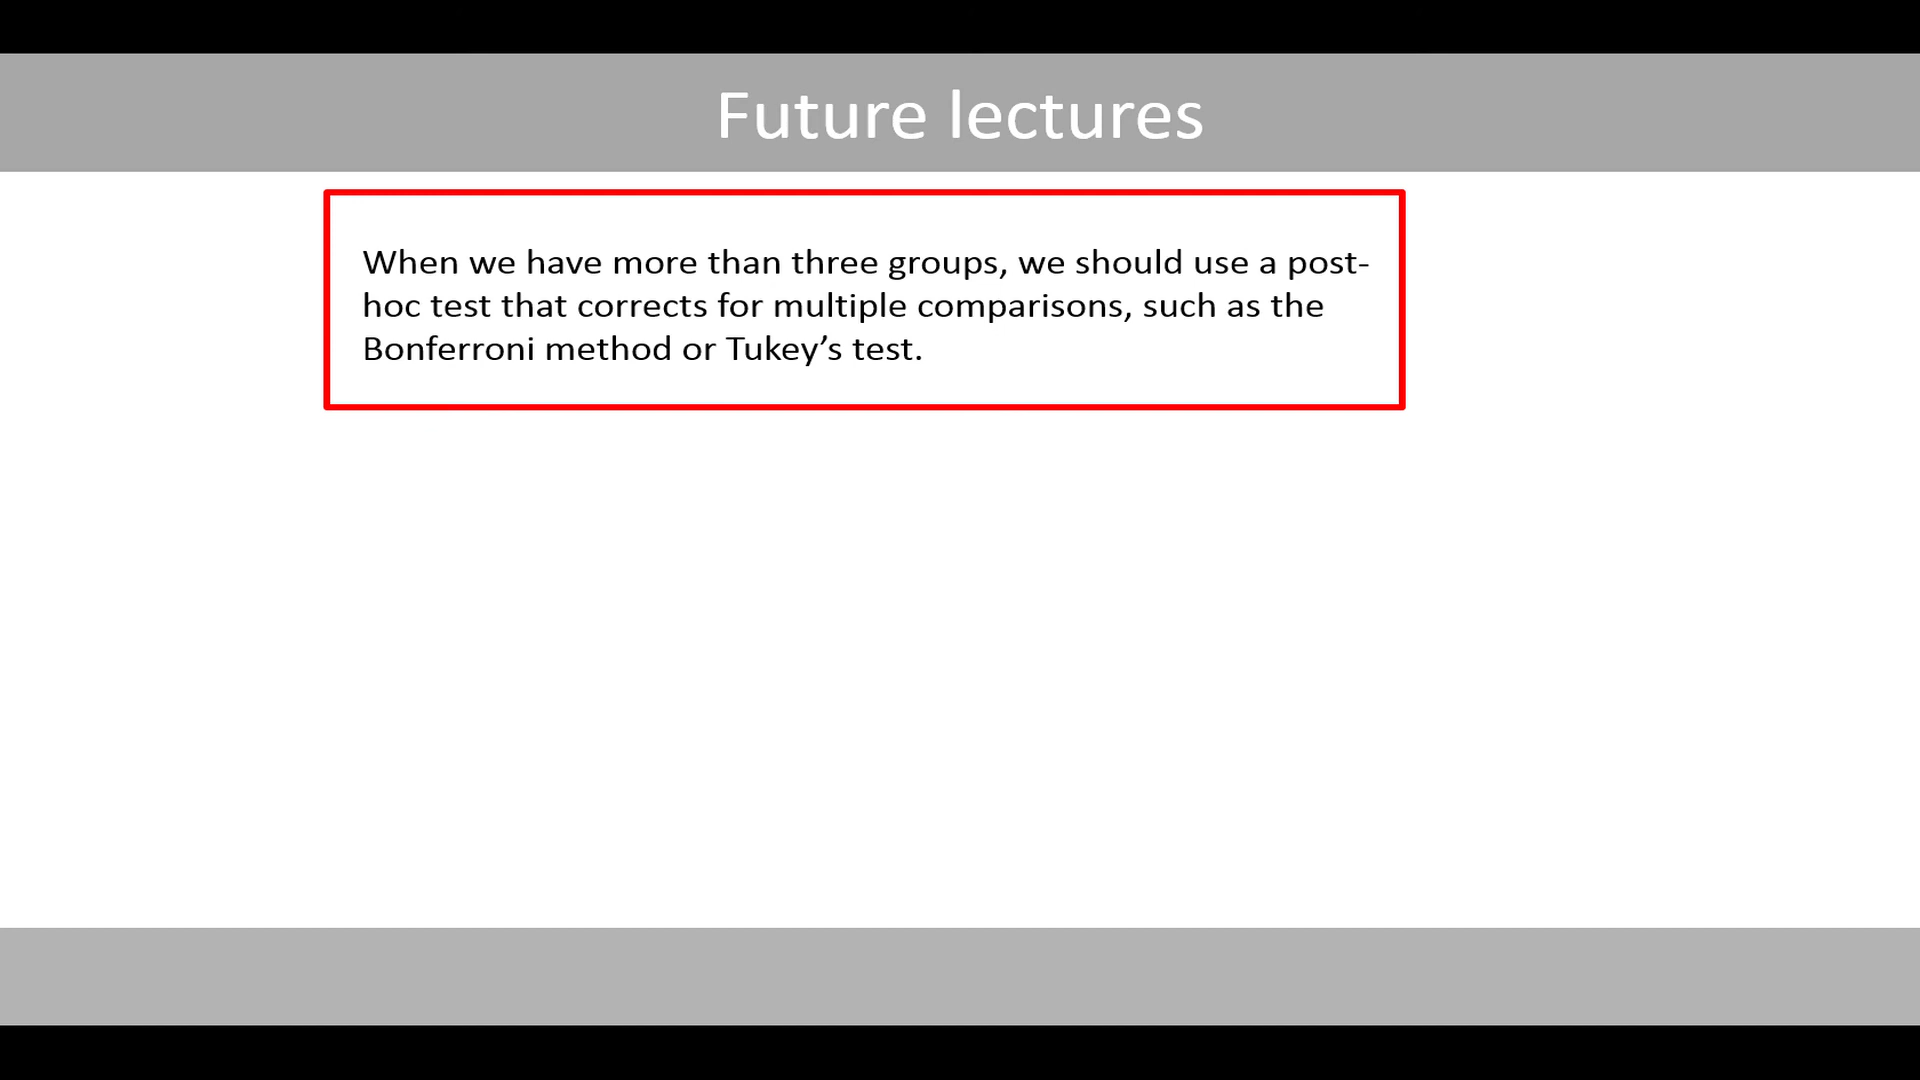 Future lectures
When we have more than three groups, we should use a post-
hoc test that corrects for multiple comparisons, such as the
Bonferroni method or Tukey’s test.